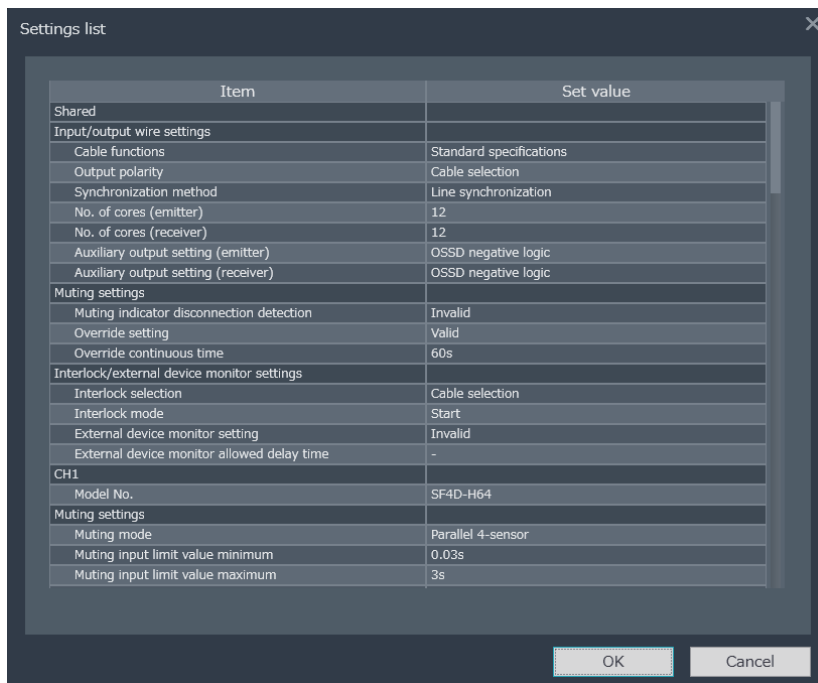 Settings list
Item Set value
Shared
Input/output wire settings
Cable functions Standard specifications
Output polarity Cable selection
Synchronization method Line synchronization
No. of cores (emitter) 12
No. of cores (receiver) 12
Auxiliary output setting (emitter) OSSD negative logic
Auxiliary output setting (receiver) OSSD negative logic
Muting settings
Muting indicator disconnection detection Invalid
Override setting Valid
Override continuous time 60s
Interlock/external device monitor settings
Interlock selection Cable selection
Interlock mode Start
External device monitor setting Invalid
External device monitor allowed delay time -
CH1
Model No. SF4D-H64
Muting settings
Muting mode Parallel 4-sensor
Muting input limit value minimum 0.03s
Muting input limit value maximum 3s
OK Cancel